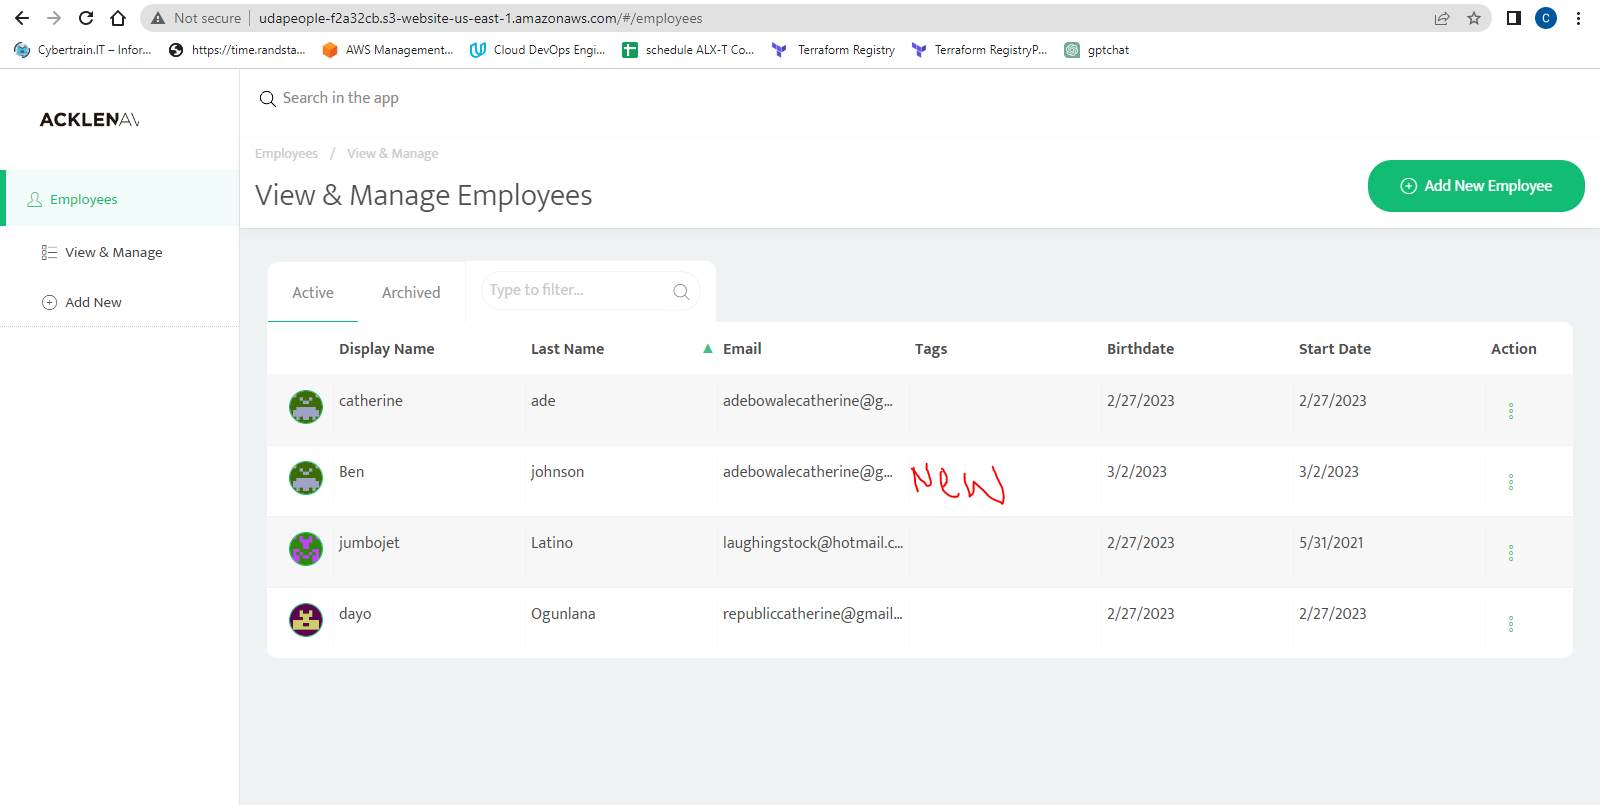 Not secure udapeople-f2a32cb.s3-website-us-east-1.amazonaws.com/#/employees C
Cybertrain.IT – Infor... https://time.randsta... AWS Management... Cloud DevOps Engi... schedule ALX-T Co... Terraform Registry Terraform RegistryP... gptchat
ACKLENAV
Search in the app
Employees / View & Manage
View & Manage Employees
Add New Employee
Employees
View & Manage
Add New
Active Archived Type to filter...
Display Name Last Name ▲ Email Tags Birthdate Start Date Action
catherine ade adebowalecatherine@g... 2/27/2023 2/27/2023
Ben johnson adebowalecatherine@g... NeW 3/2/2023 3/2/2023
jumbojet Latino laughingstock@hotmail.c... 2/27/2023 5/31/2021
dayo Ogunlana republiccatherine@gmail... 2/27/2023 2/27/2023